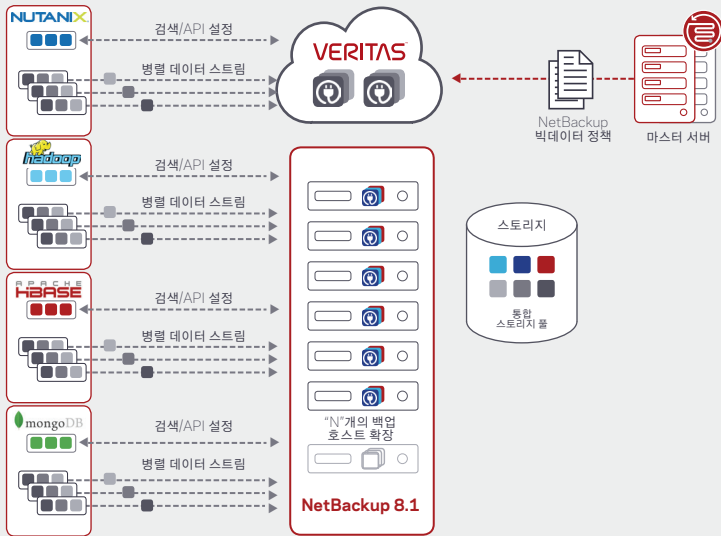 NUTANIX
검색/API 설정
병렬 데이터 스트림
VERITAS
NetBackup
빅데이터 정책
마스터 서버
hadoop
검색/API 설정
병렬 데이터 스트림
스토리지
통합
스토리지 풀
APACHE
HBASE
검색/API 설정
병렬 데이터 스트림
mongoDB
검색/API 설정
병렬 데이터 스트림
"N"개의 백업
호스트 확장
NetBackup 8.1